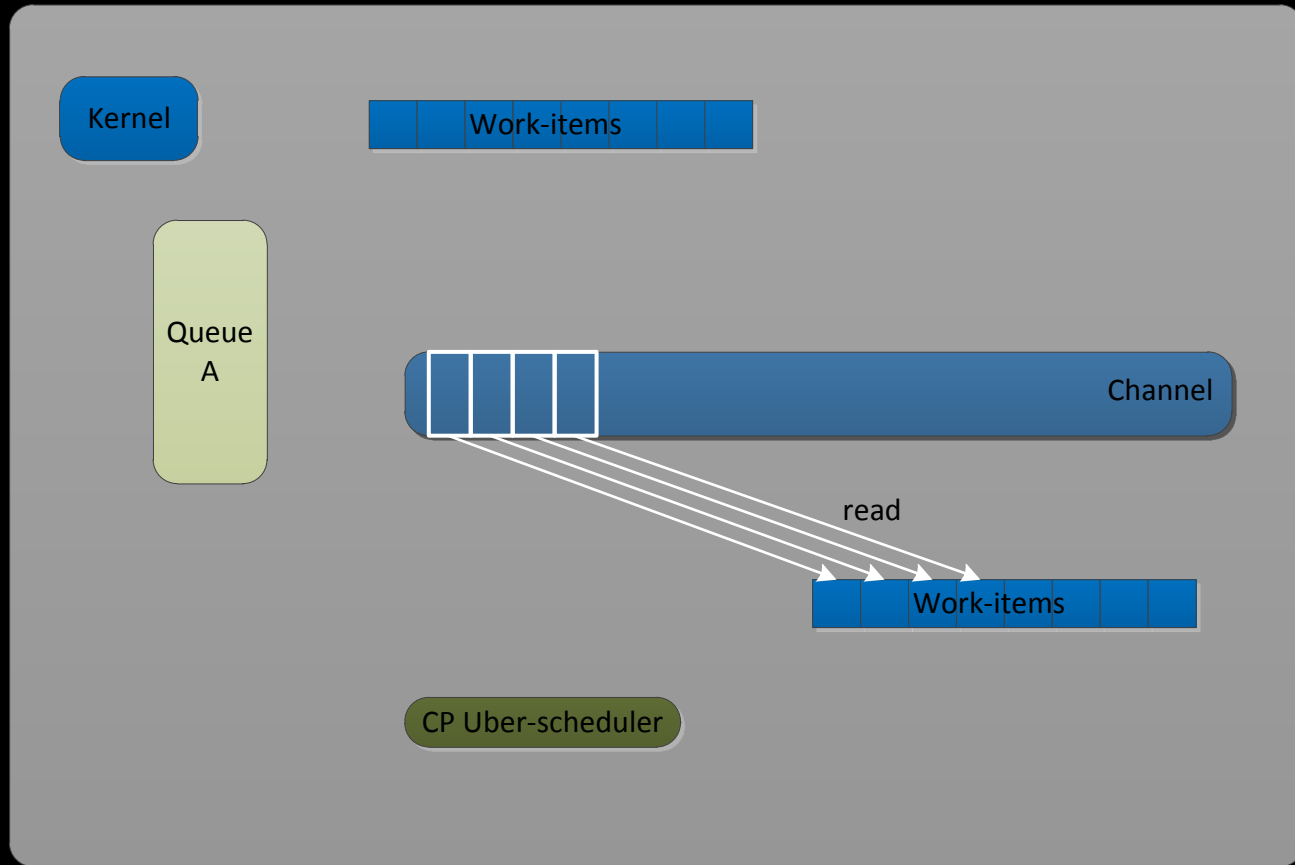 Kernel
Work-items
Queue
A
Channel
read
Work-items
CP Uber-scheduler